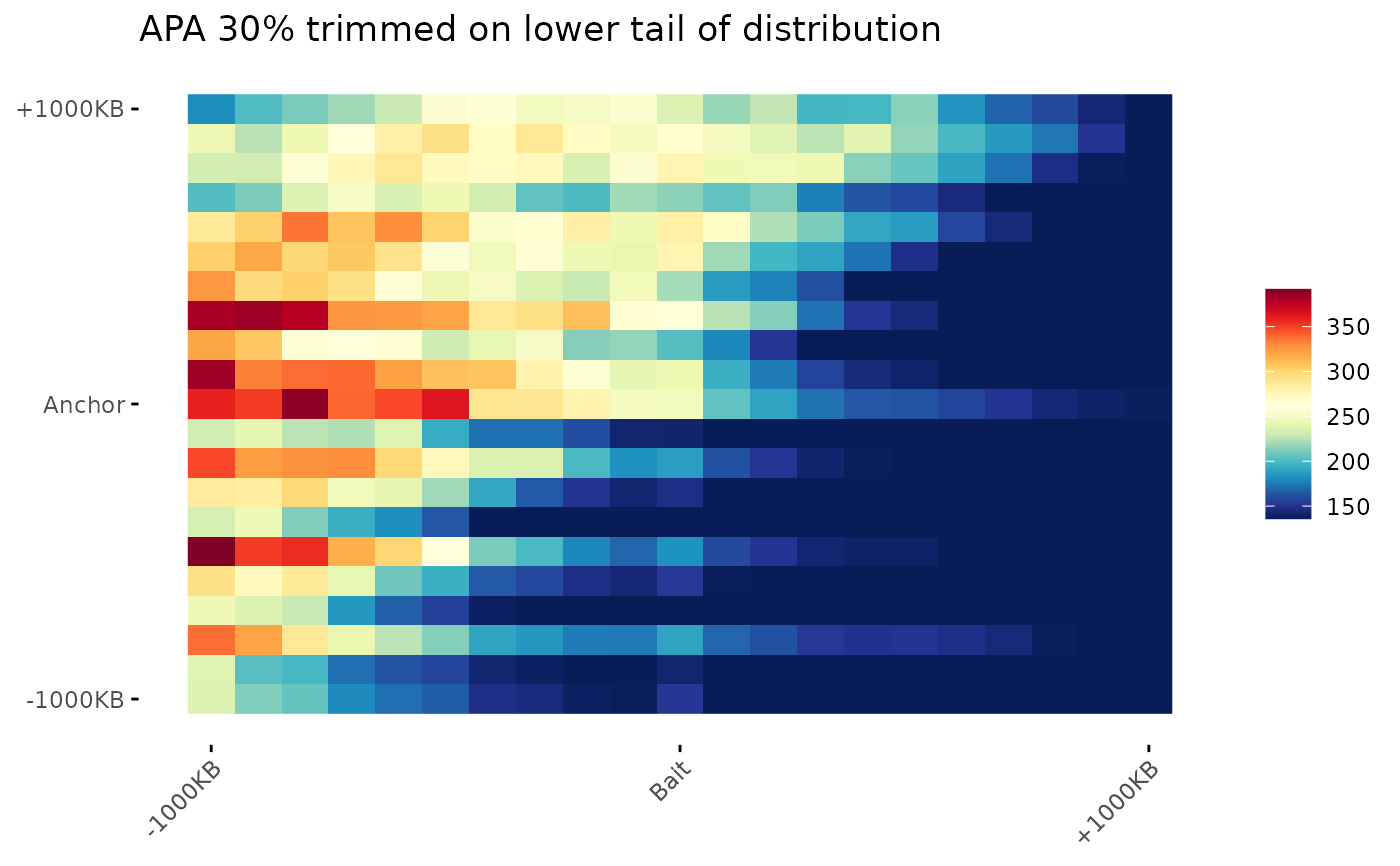 APA 30% trimmed on lower tail of distribution
+1000KB
Anchor
-1000KB
-1000KB
Bait
+1000KB
350
300
250
200
150